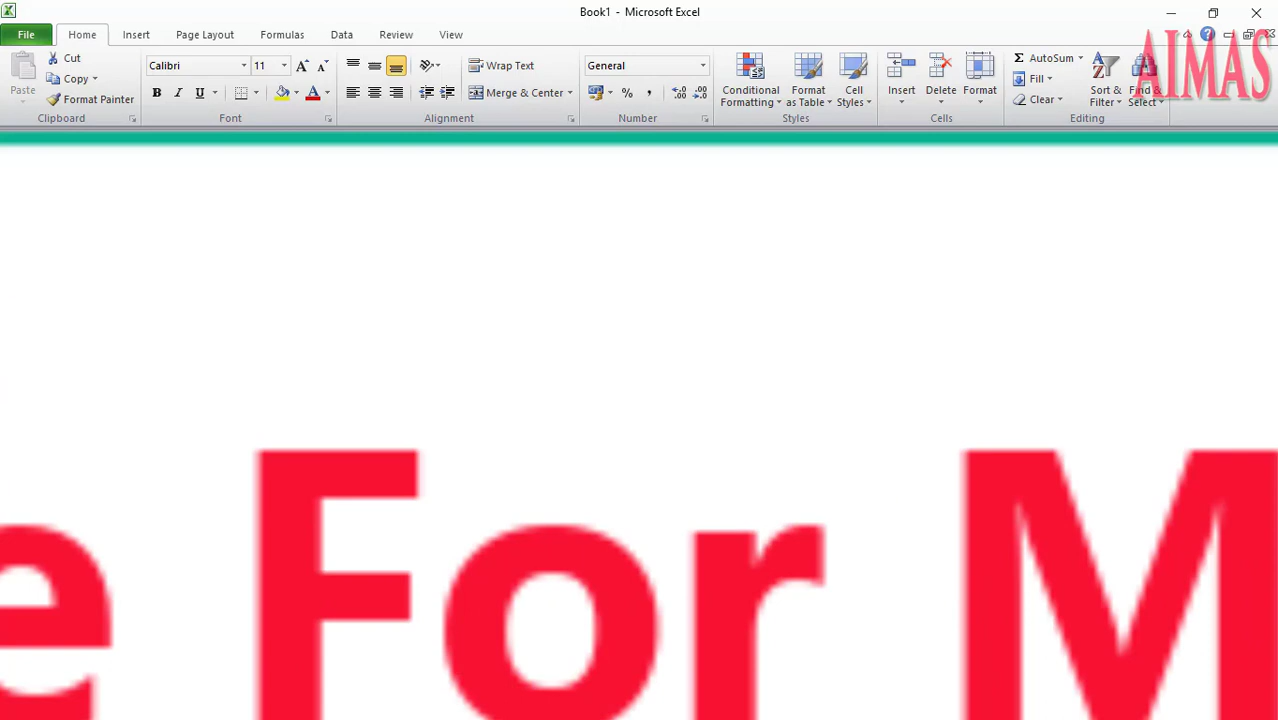 Book1 - Microsoft Excel
File Home Insert Page Layout Formulas Data Review View
AIMAS
Cut
Copy
Format Painter
Paste
Clipboard
Calibri 11
B I U A
Font
Wrap Text
Merge & Center
Alignment
General
% ,
Number
Conditional Formatting
Format as Table
Cell Styles
Styles
Insert
Delete
Format
Cells
Σ AutoSum
Fill
Clear
Sort & Filter
Find & Select
Editing
e For M